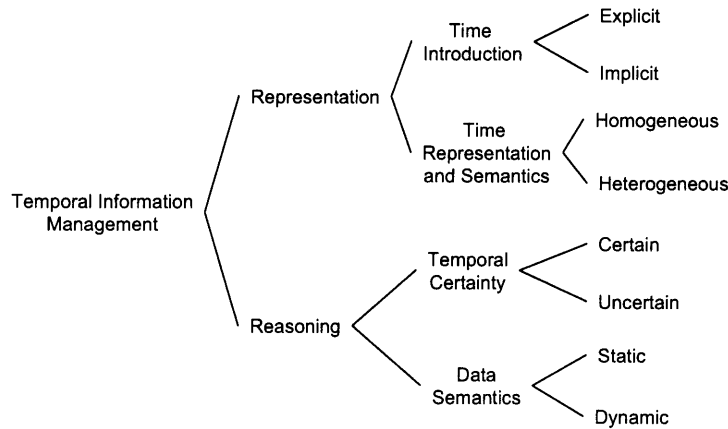 Temporal Information
Management
Representation
Time
Introduction
Explicit
Implicit
Time
Representation
and Semantics
Homogeneous
Heterogeneous
Reasoning
Temporal
Certainty
Certain
Uncertain
Data
Semantics
Static
Dynamic